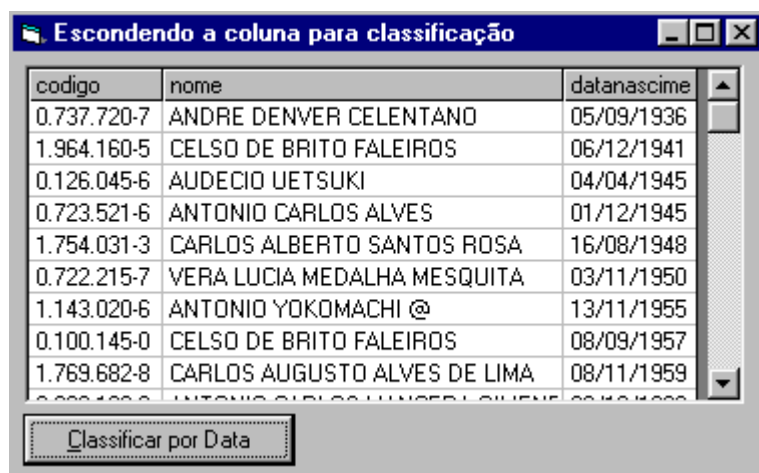 Escondendo a coluna para classificação
codigo nome datanascime
0.737.720-7 ANDRE DENVER CELENTANO 05/09/1936
1.964.160-5 CELSO DE BRITO FALEIROS 06/12/1941
0.126.045-6 AUDECIO UETSUKI 04/04/1945
0.723.521-6 ANTONIO CARLOS ALVES 01/12/1945
1.754.031-3 CARLOS ALBERTO SANTOS ROSA 16/08/1948
0.722.215-7 VERA LUCIA MEDALHA MESQUITA 03/11/1950
1.143.020-6 ANTONIO YOKOMACHI @ 13/11/1955
0.100.145-0 CELSO DE BRITO FALEIROS 08/09/1957
1.769.682-8 CARLOS AUGUSTO ALVES DE LIMA 08/11/1959
ANTONIO CARLOS
Classificar por Data